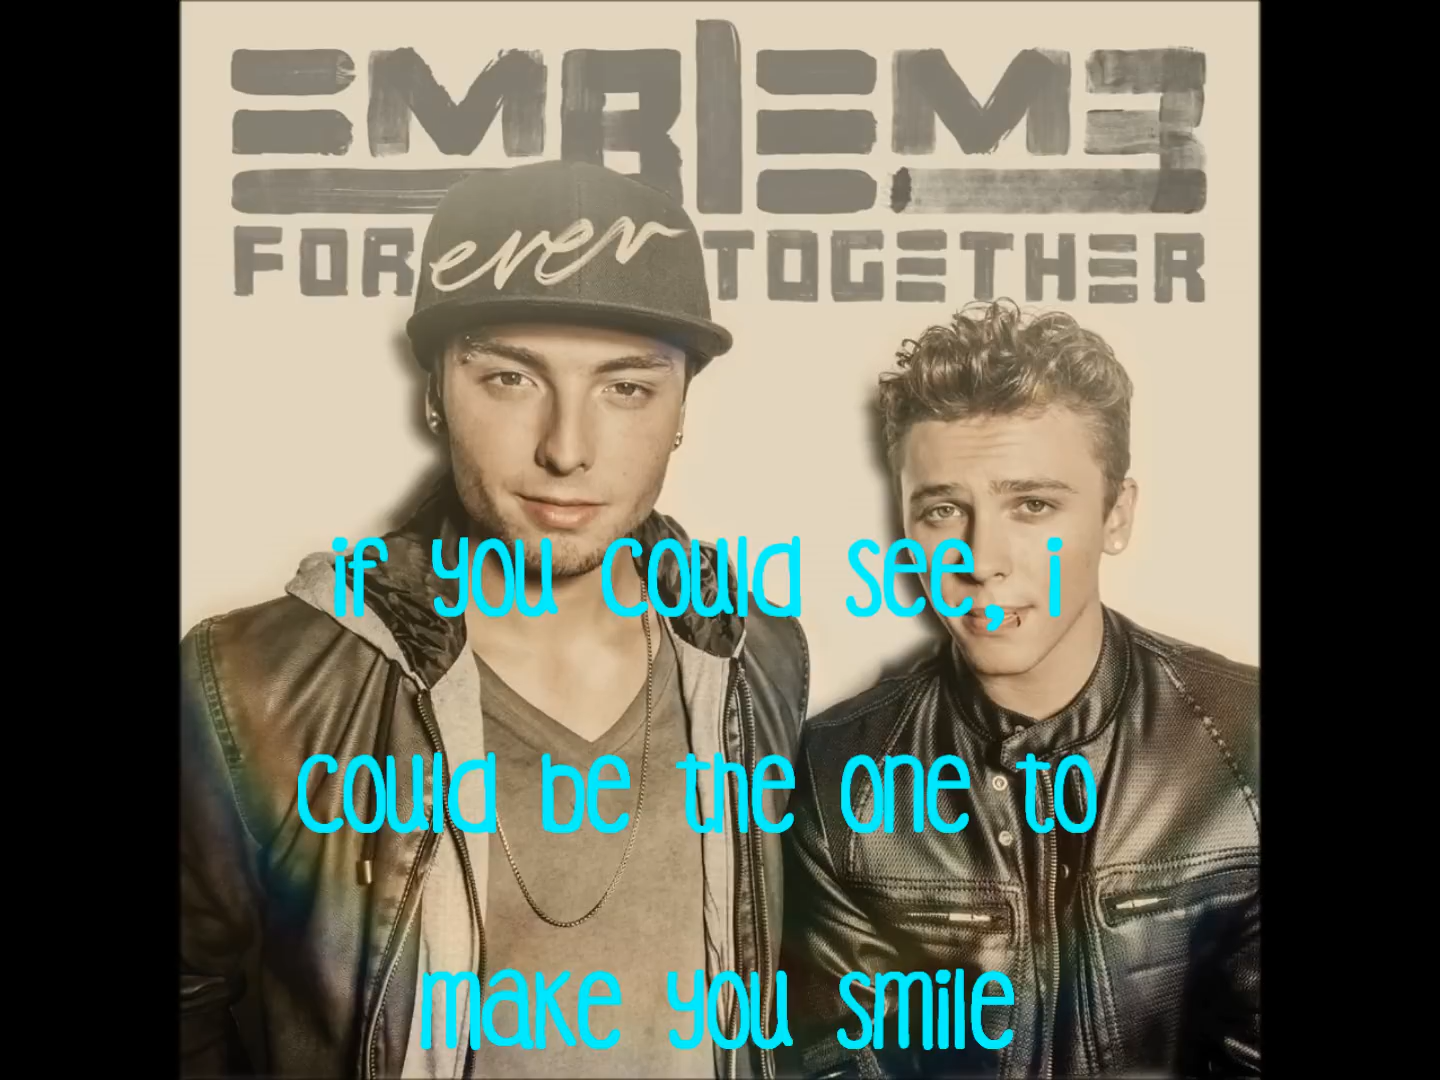 EMBLEM3
FOREVER TOGETHER
if you could see, i
could be the one to
make you smile